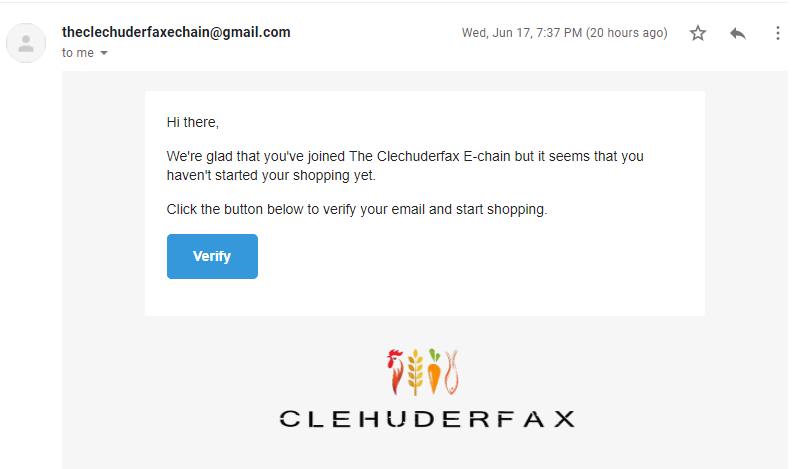 theclechuderfaxechain@gmail.com
Wed, Jun 17, 7:37 PM (20 hours ago)
to me
Hi there,
We're glad that you've joined The Clechuderfax E-chain but it seems that you
haven't started your shopping yet.
Click the button below to verify your email and start shopping.
Verify
CLEHUDERFAX